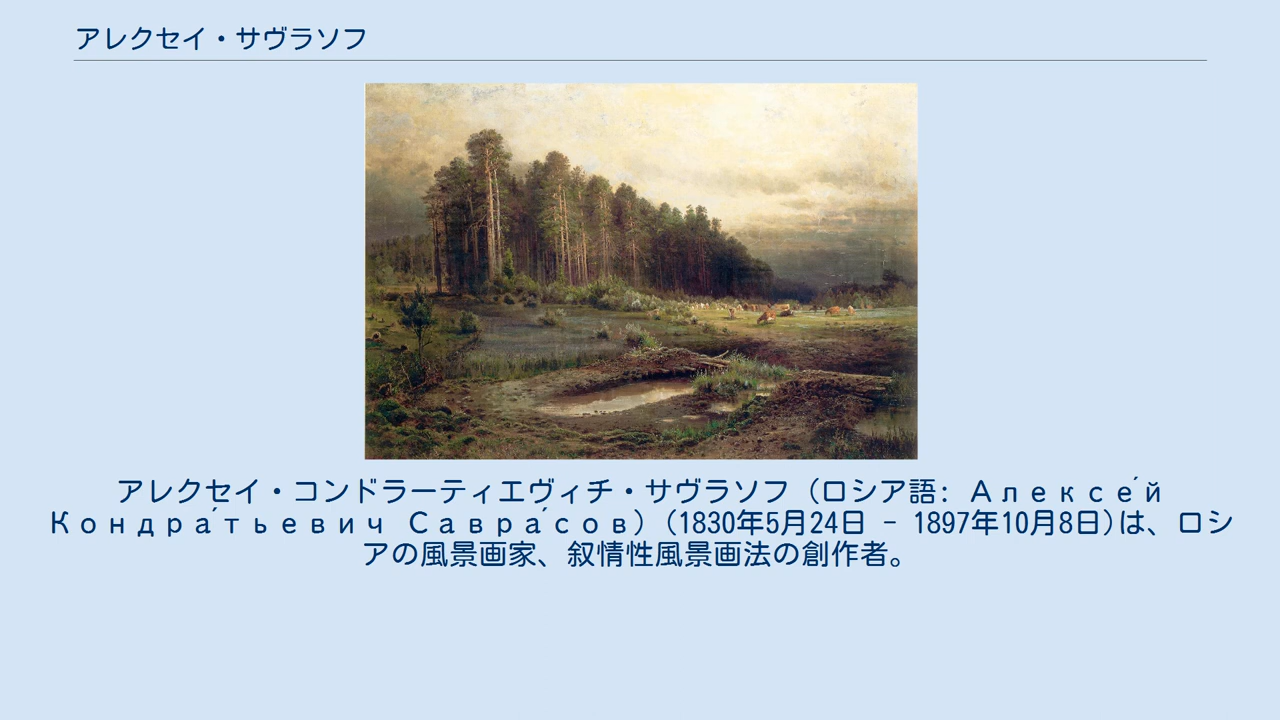 アレクセイ・サヴラソフ
アレクセイ・コンドラーティエヴィチ・サヴラソフ（ロシア語: Алексе́й
Кондра́тьевич Савра́сов）(1830年5月24日 - 1897年10月8日)は、ロシ
アの風景画家、叙情性風景画法の創作者。